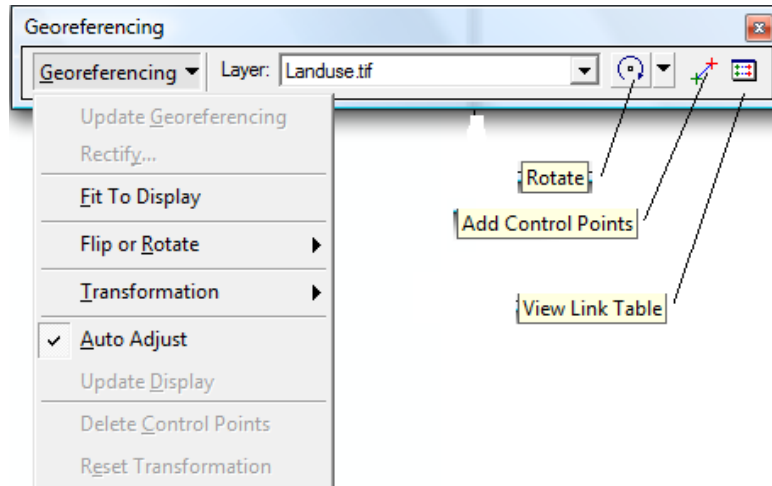 Georeferencing
Georeferencing Layer: Landuse.tif
Update Georeferencing
Rectify...
Fit To Display
Flip or Rotate
Transformation
Auto Adjust
Update Display
Delete Control Points
Reset Transformation
Rotate
Add Control Points
View Link Table